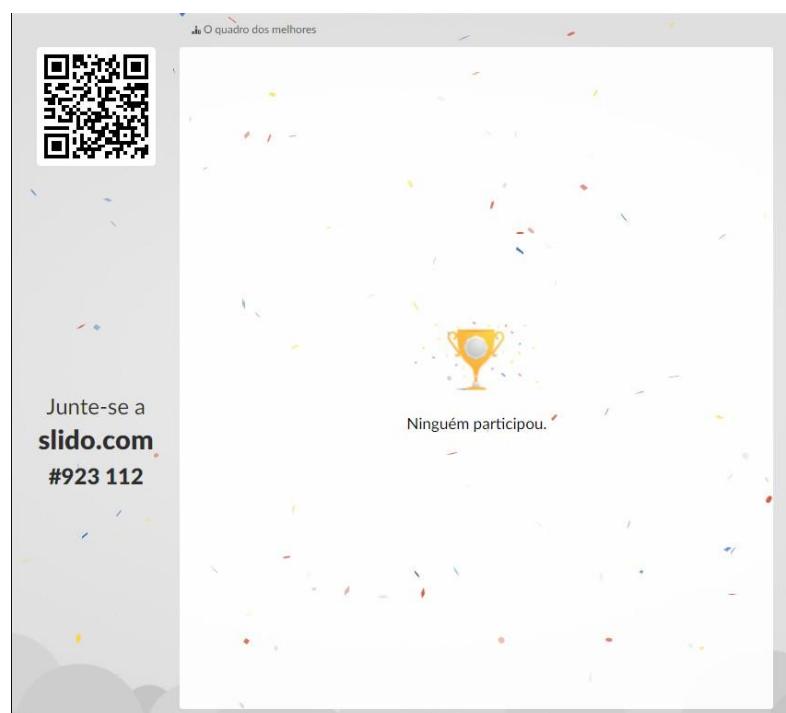 O quadro dos melhores
Junte-se a
slido.com
#923 112
Ninguém participou.